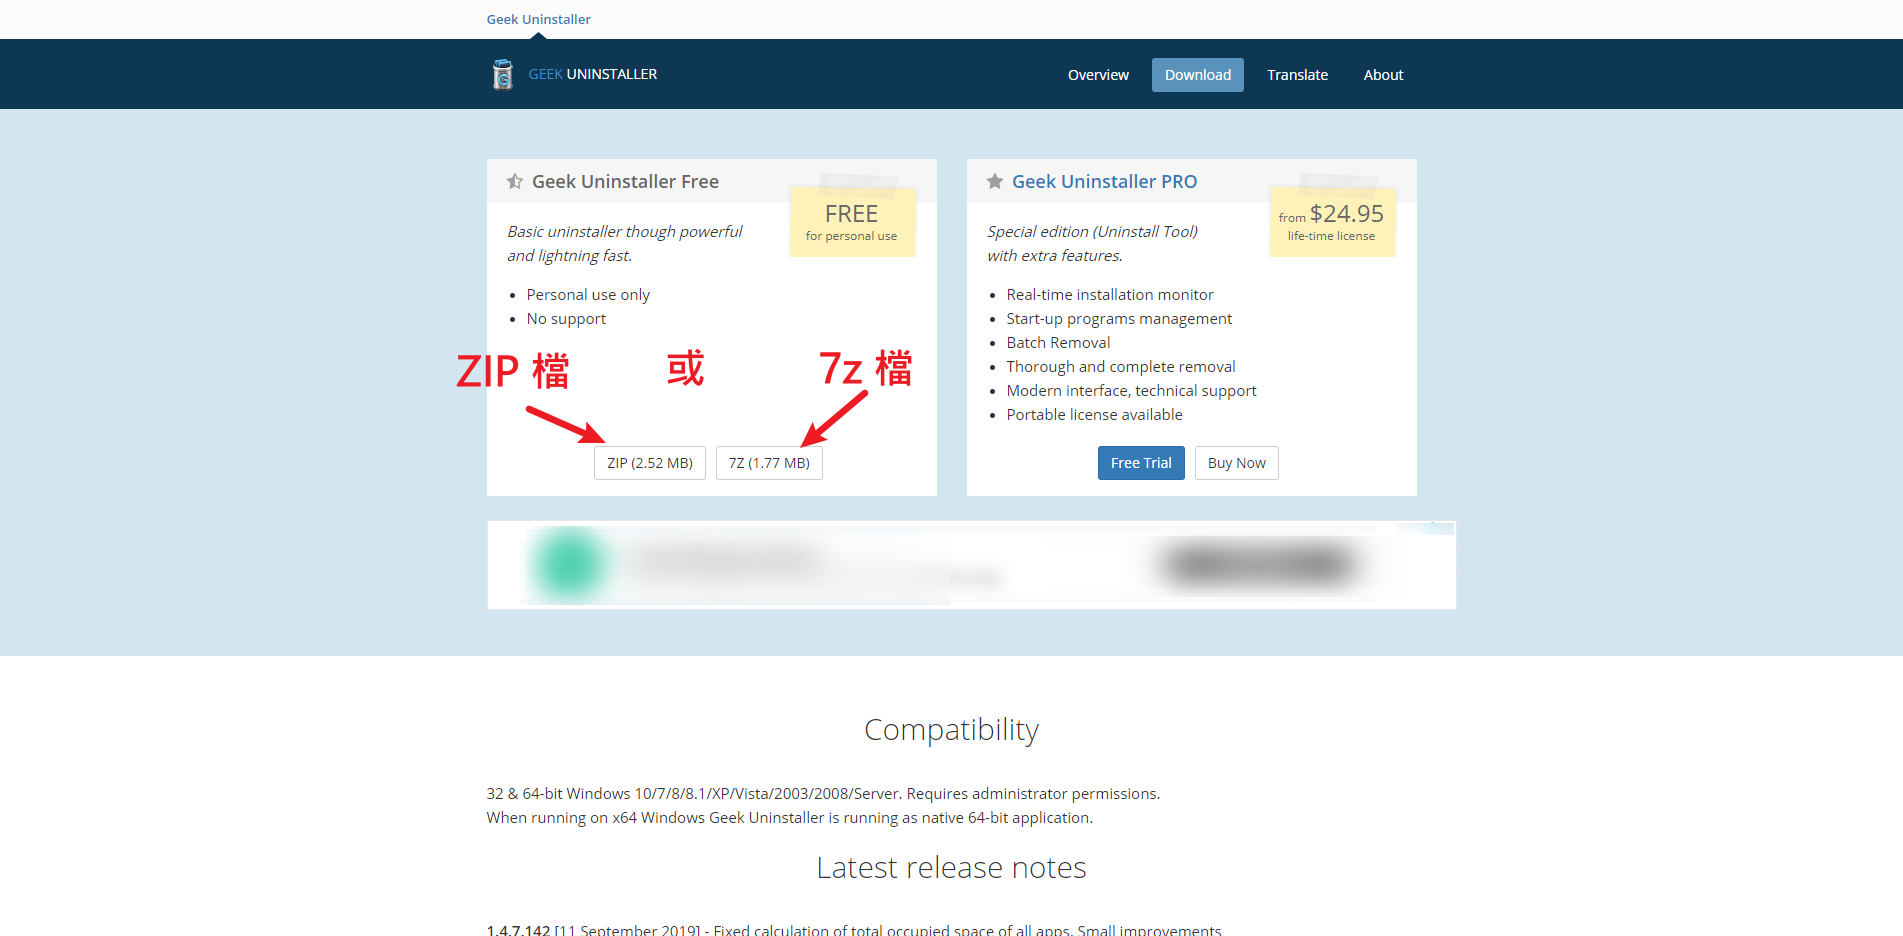 Geek Uninstaller
GEEK UNINSTALLER
Overview
Download
Translate
About
Geek Uninstaller Free
FREE
for personal use
Basic uninstaller though powerful
and lightning fast.
• Personal use only
• No support
ZIP 檔 或 7z 檔
ZIP (2.52 MB)
7Z (1.77 MB)
Geek Uninstaller PRO
from $24.95
life-time license
Special edition (Uninstall Tool)
with extra features.
• Real-time installation monitor
• Start-up programs management
• Batch Removal
• Thorough and complete removal
• Modern interface, technical support
• Portable license available
Free Trial
Buy Now
Compatibility
32 & 64-bit Windows 10/7/8/8.1/XP/Vista/2003/2008/Server. Requires administrator permissions.
When running on x64 Windows Geek Uninstaller is running as native 64-bit application.
Latest release notes
1.4.7.142 [11 September 2019] - Fixed calculation of total occupied space of all apps. Small improvements